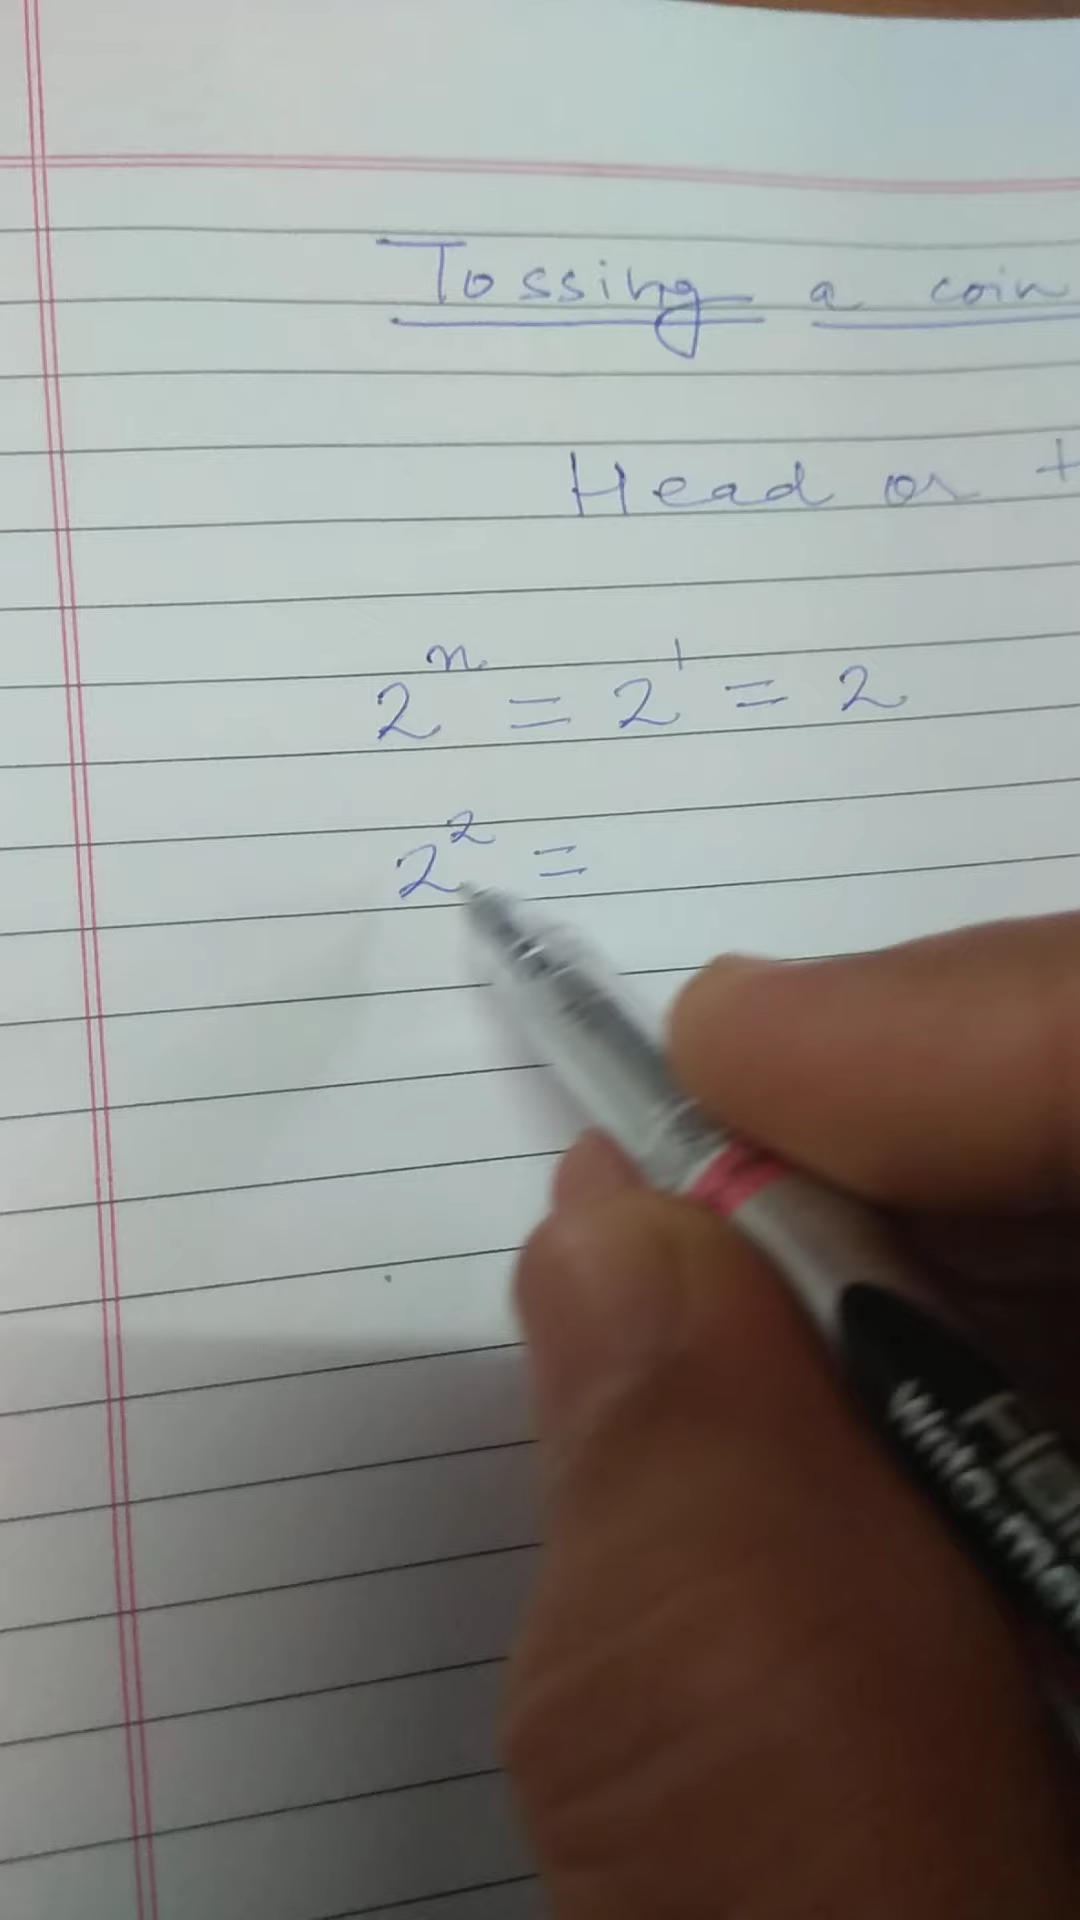 Tossing a coin
Head or
2ⁿ = 2¹ = 2
2² =